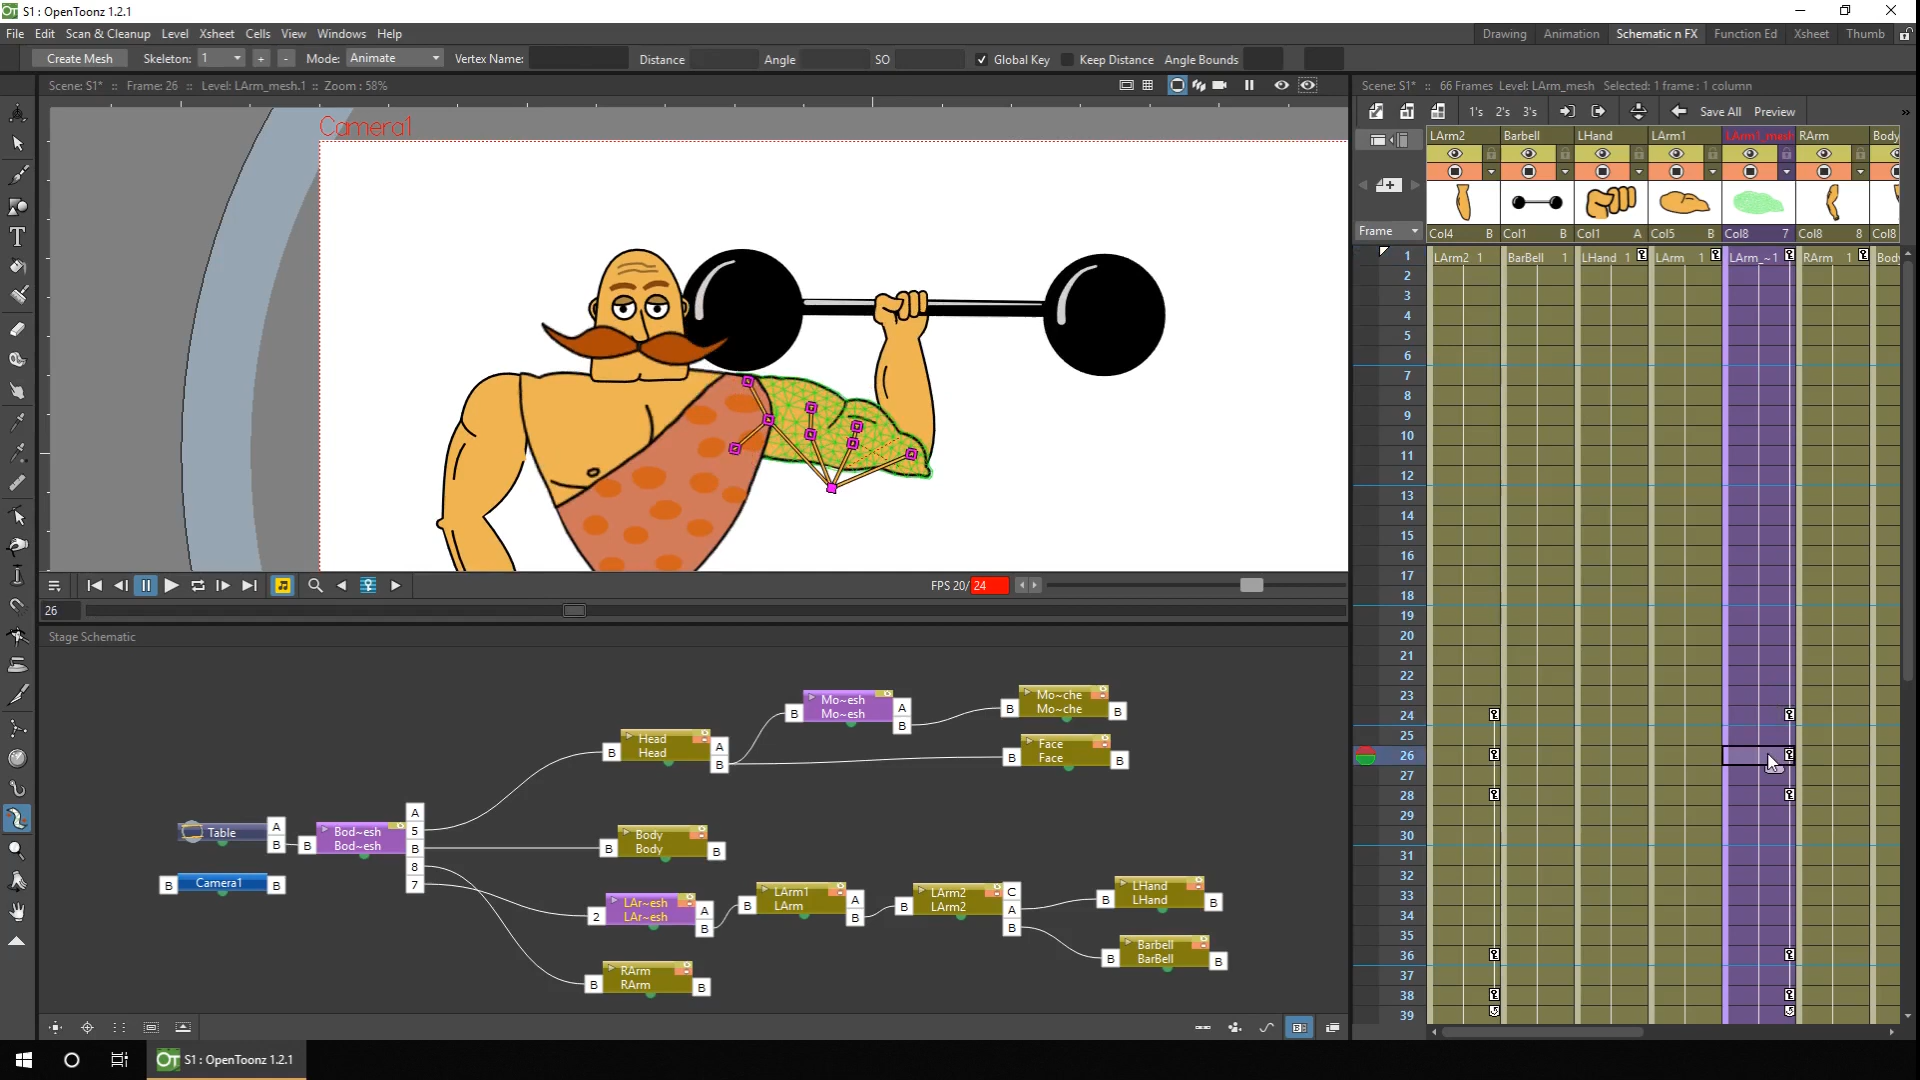 S1 : OpenToonz 1.2.1
File Edit Scan & Cleanup Level Xsheet Cells View Windows Help
Drawing Animation Schematic n FX Function Ed Xsheet Thumb
Create Mesh Skeleton: 1 + - Mode: Animate Vertex Name: Distance Angle SO Global Key Keep Distance Angle Bounds
Scene: S1* :: Frame: 26 :: Level: LArm_mesh.1 :: Zoom : 58%
Scene: S1* :: 66 Frames Level: LArm_mesh Selected: 1 frame : 1 column
1's 2's 3's Save All Preview
Camera1
LArm2 Barbell LHand LArm1 LArm1_mesh RArm Body
Frame
Col4 B Col1 B Col1 A Col5 B Col8 7 Col8 8 Col8
1 LArm2 1 BarBell 1 LHand 1 LArm 1 LArm_~1 RArm 1 Body
2
3
4
5
6
7
8
9
10
11
12
13
14
15
16
17
18
19
20
21
22
23
24
25
26
27
28
29
30
31
32
33
34
35
36
37
38
39
FPS 20/24
26
Stage Schematic
Table A B
Camera1 B B
B Bod~esh Bod~esh A 5 B 8 7
B Head Head A B
B Mo~esh Mo~esh A B
B Mo~che Mo~che B
B Face Face B
B Body Body B
2 LAr~esh LAr~esh A B
B LArm1 LArm A B
B LArm2 LArm2 C A B
B LHand LHand B
B Barbell BarBell B
B RArm RArm B
S1 : OpenToonz 1.2.1